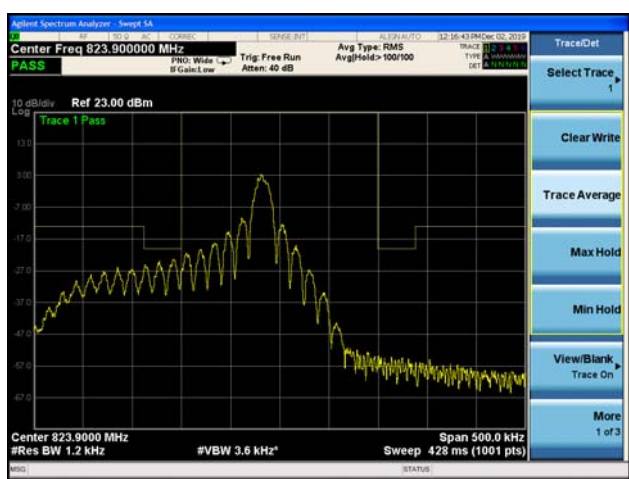 Agilent Spectrum Analyzer - Swept SA
RF 50 Ω AC CORREC SENSE:INT ALIGN AUTO 12:16:43 PM Dec 02, 2019
Center Freq 823.900000 MHz
PASS
PNO: Wide
IFGain:Low
Trig: Free Run
Atten: 40 dB
Avg Type: RMS
Avg|Hold:>100/100
TRACE 1 2 3 4 5
TYPE
DET A N N N N N
10 dB/div Ref 23.00 dBm
Log
Trace 1 Pass
13.0
3.00
-7.00
-17.0
-27.0
-37.0
-47.0
-57.0
-67.0
Center 823.9000 MHz
Span 500.0 kHz
#Res BW 1.2 kHz
#VBW 3.6 kHz*
Sweep 428 ms (1001 pts)
MSG
STATUS
Trace/Det
Select Trace
1
Clear Write
Trace Average
Max Hold
Min Hold
View/Blank
Trace On
More
1 of 3